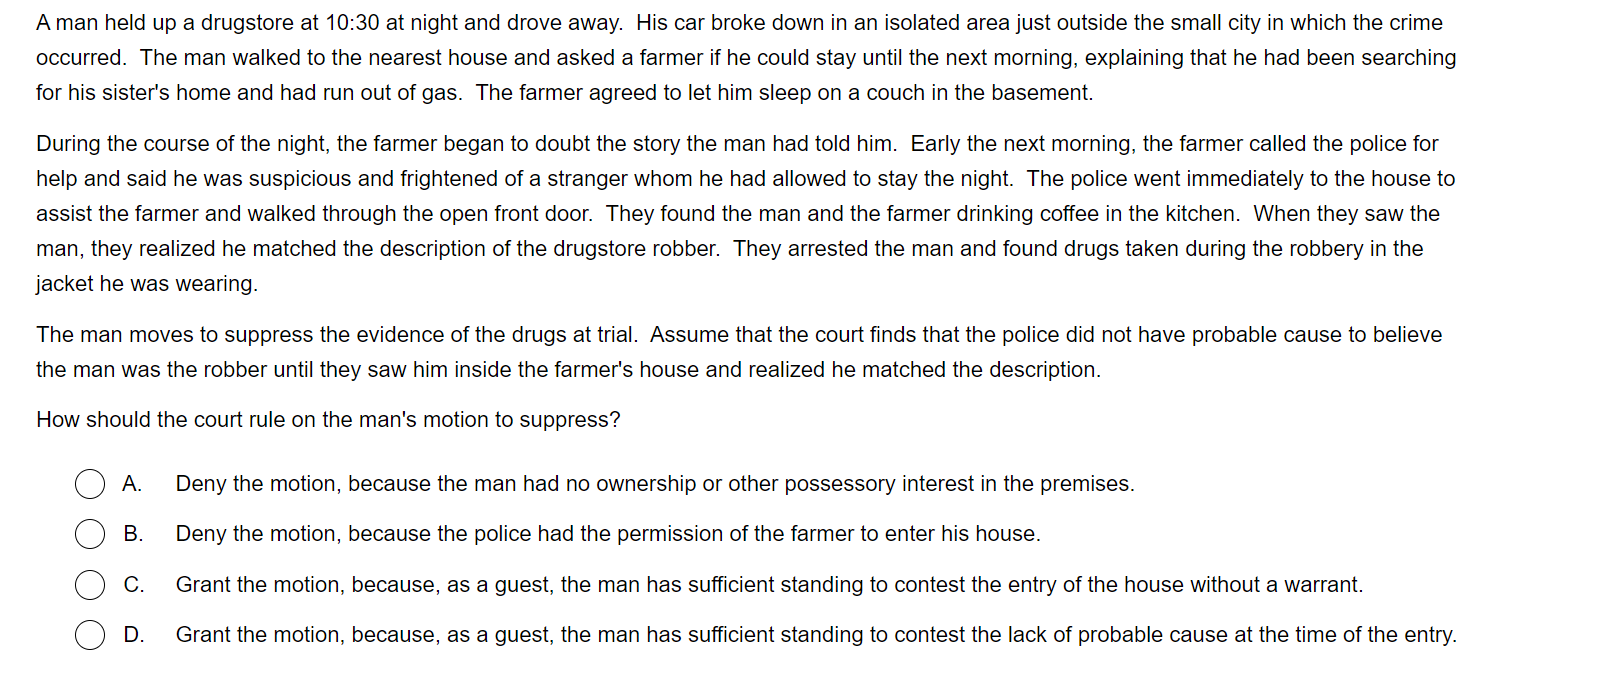 A man held up a drugstore at 10:30 at night and drove away.  His car broke down in an isolated area just outside the small city in which the crime
occurred.  The man walked to the nearest house and asked a farmer if he could stay until the next morning, explaining that he had been searching
for his sister's home and had run out of gas.  The farmer agreed to let him sleep on a couch in the basement.
During the course of the night, the farmer began to doubt the story the man had told him.  Early the next morning, the farmer called the police for
help and said he was suspicious and frightened of a stranger whom he had allowed to stay the night.  The police went immediately to the house to
assist the farmer and walked through the open front door.  They found the man and the farmer drinking coffee in the kitchen.  When they saw the
man, they realized he matched the description of the drugstore robber.  They arrested the man and found drugs taken during the robbery in the
jacket he was wearing.
The man moves to suppress the evidence of the drugs at trial.  Assume that the court finds that the police did not have probable cause to believe
the man was the robber until they saw him inside the farmer's house and realized he matched the description.
How should the court rule on the man's motion to suppress?
A. Deny the motion, because the man had no ownership or other possessory interest in the premises.
B. Deny the motion, because the police had the permission of the farmer to enter his house.
C. Grant the motion, because, as a guest, the man has sufficient standing to contest the entry of the house without a warrant.
D. Grant the motion, because, as a guest, the man has sufficient standing to contest the lack of probable cause at the time of the entry.